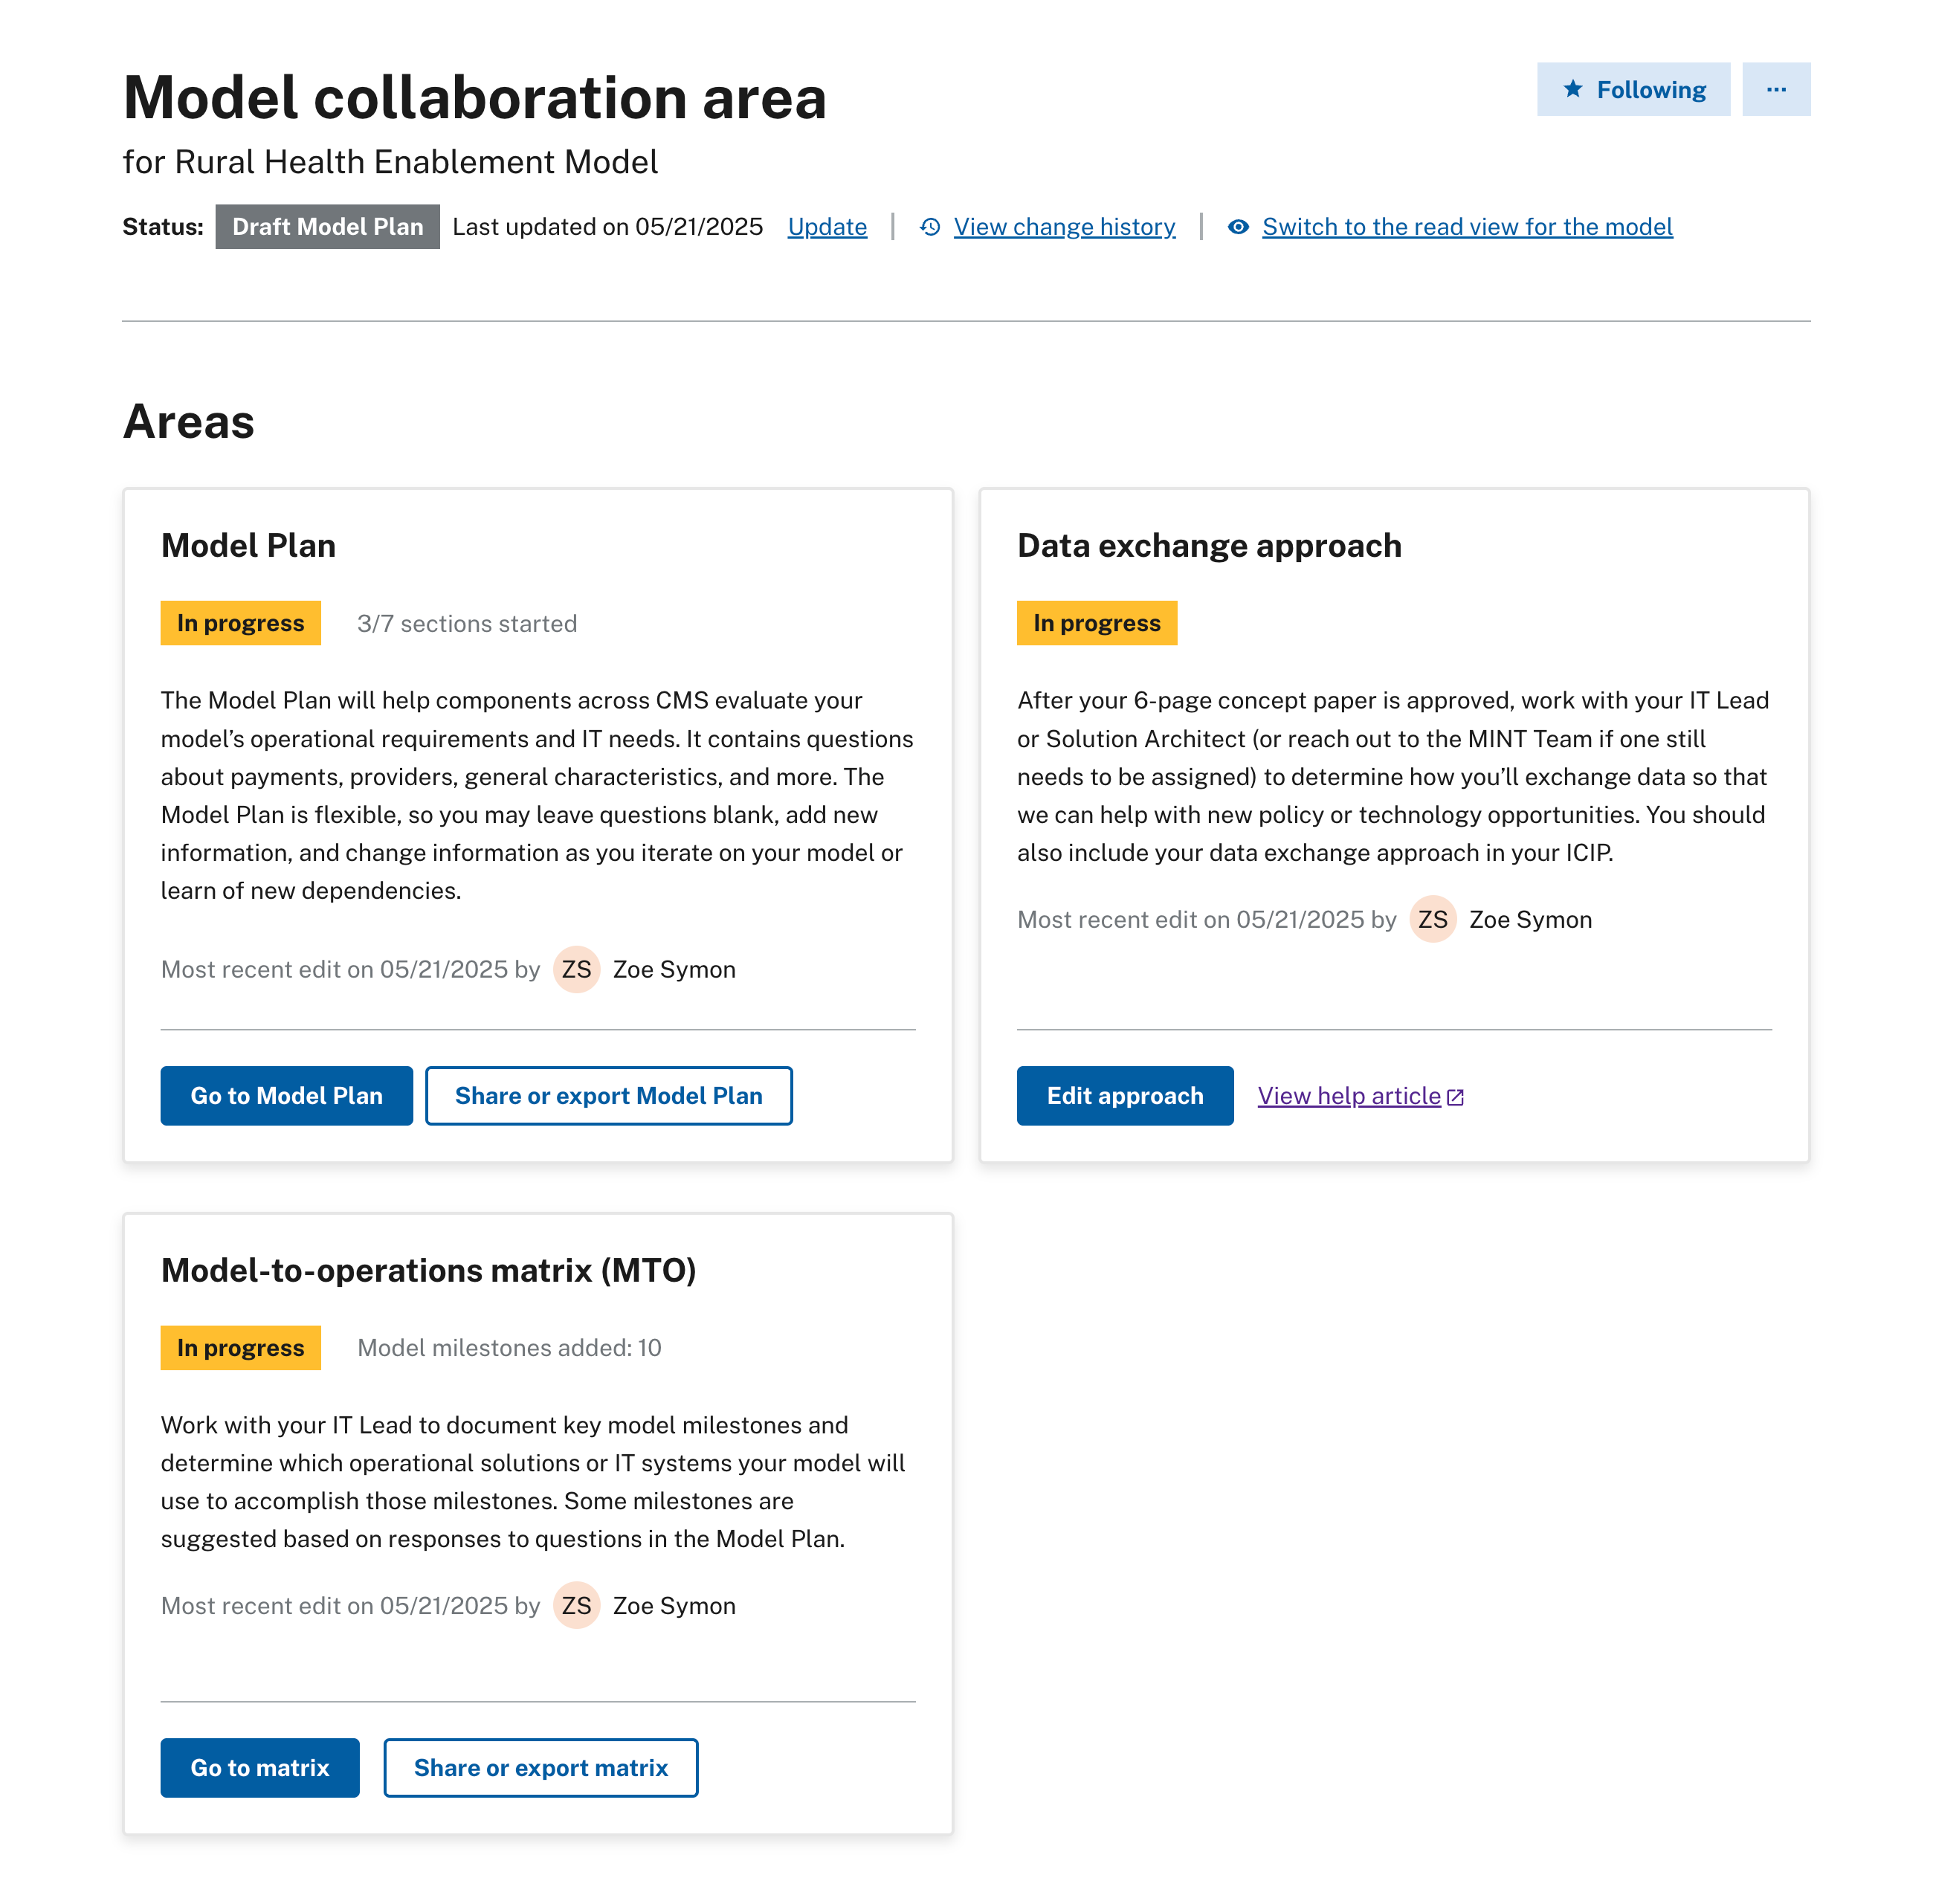 Model collaboration area
Following
...
for Rural Health Enablement Model
Status: Draft Model Plan Last updated on 05/21/2025 Update | View change history | Switch to the read view for the model
Areas
Model Plan
In progress 3/7 sections started
The Model Plan will help components across CMS evaluate your
model’s operational requirements and IT needs. It contains questions
about payments, providers, general characteristics, and more. The
Model Plan is flexible, so you may leave questions blank, add new
information, and change information as you iterate on your model or
learn of new dependencies.
Most recent edit on 05/21/2025 by ZS Zoe Symon
Go to Model Plan Share or export Model Plan
Data exchange approach
In progress
After your 6-page concept paper is approved, work with your IT Lead
or Solution Architect (or reach out to the MINT Team if one still
needs to be assigned) to determine how you’ll exchange data so that
we can help with new policy or technology opportunities. You should
also include your data exchange approach in your ICIP.
Most recent edit on 05/21/2025 by ZS Zoe Symon
Edit approach View help article
Model-to-operations matrix (MTO)
In progress Model milestones added: 10
Work with your IT Lead to document key model milestones and
determine which operational solutions or IT systems your model will
use to accomplish those milestones. Some milestones are
suggested based on responses to questions in the Model Plan.
Most recent edit on 05/21/2025 by ZS Zoe Symon
Go to matrix Share or export matrix